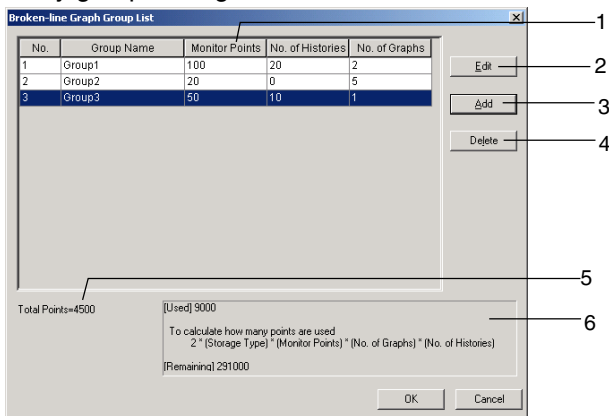 Broken-line Graph Group List
1
No. Group Name Monitor Points No. of Histories No. of Graphs
1 Group1 100 20 2
2 Group2 20 0 5
3 Group3 50 10 1
Edit
2
Add
3
Delete
4
5
Total Points=4500
[Used] 9000
6
To calculate how many points are used
2 * (Storage Type) * (Monitor Points) * (No. of Graphs) * (No. of Histories)
[Remaining] 291000
OK
Cancel